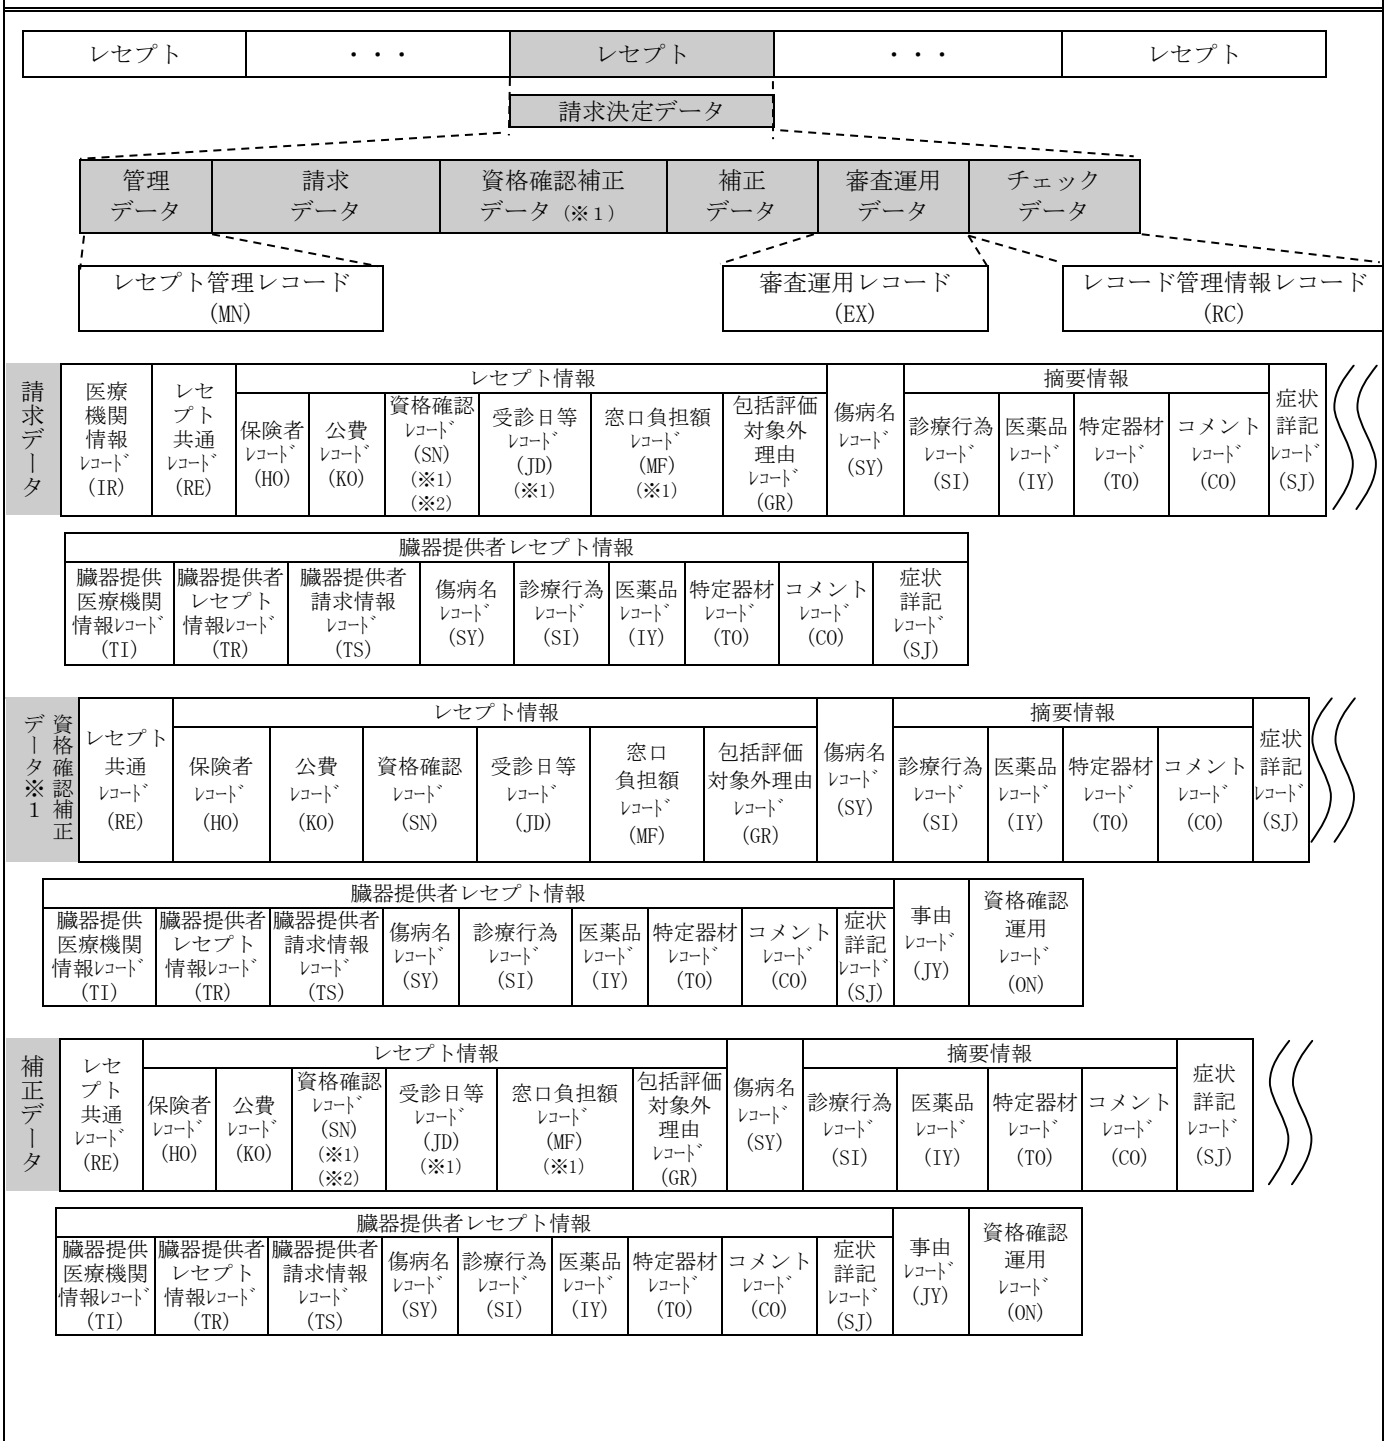 レセプト
・・・
レセプト
・・・
レセプト
請求決定データ
管理
データ
請求
データ
資格確認補正
データ（※１）
補正
データ
審査運用
データ
チェック
データ
レセプト管理レコード
(MN)
審査運用レコード
(EX)
レコード管理情報レコード
(RC)
請求データ
医療
機関
情報
ﾚｺｰﾄﾞ
(IR)
レセ
プト
共通
ﾚｺｰﾄﾞ
(RE)
レセプト情報
保険者
ﾚｺｰﾄﾞ
(HO)
公費
ﾚｺｰﾄﾞ
(KO)
資格確認
ﾚｺｰﾄﾞ
(SN)
(※1)
(※2)
受診日等
ﾚｺｰﾄﾞ
(JD)
(※1)
窓口負担額
ﾚｺｰﾄﾞ
(MF)
(※1)
包括評価
対象外
理由
ﾚｺｰﾄﾞ
(GR)
傷病名
ﾚｺｰﾄﾞ
(SY)
摘要情報
診療行為
ﾚｺｰﾄﾞ
(SI)
医薬品
ﾚｺｰﾄﾞ
(IY)
特定器材
ﾚｺｰﾄﾞ
(TO)
コメント
ﾚｺｰﾄﾞ
(CO)
症状
詳記
ﾚｺｰﾄﾞ
(SJ)
臓器提供者レセプト情報
臓器提供
医療機関
情報ﾚｺｰﾄﾞ
(TI)
臓器提供者
レセプト
情報ﾚｺｰﾄﾞ
(TR)
臓器提供者
請求情報
ﾚｺｰﾄﾞ
(TS)
傷病名
ﾚｺｰﾄﾞ
(SY)
診療行為
ﾚｺｰﾄﾞ
(SI)
医薬品
ﾚｺｰﾄﾞ
(IY)
特定器材
ﾚｺｰﾄﾞ
(TO)
コメント
ﾚｺｰﾄﾞ
(CO)
症状
詳記
ﾚｺｰﾄﾞ
(SJ)
資格確認補正
データ※１
レセプト
共通
ﾚｺｰﾄﾞ
(RE)
レセプト情報
保険者
ﾚｺｰﾄﾞ
(HO)
公費
ﾚｺｰﾄﾞ
(KO)
資格確認
ﾚｺｰﾄﾞ
(SN)
受診日等
ﾚｺｰﾄﾞ
(JD)
窓口
負担額
ﾚｺｰﾄﾞ
(MF)
包括評価
対象外理由
ﾚｺｰﾄﾞ
(GR)
傷病名
ﾚｺｰﾄﾞ
(SY)
摘要情報
診療行為
ﾚｺｰﾄﾞ
(SI)
医薬品
ﾚｺｰﾄﾞ
(IY)
特定器材
ﾚｺｰﾄﾞ
(TO)
コメント
ﾚｺｰﾄﾞ
(CO)
症状
詳記
ﾚｺｰﾄﾞ
(SJ)
臓器提供者レセプト情報
臓器提供
医療機関
情報ﾚｺｰﾄﾞ
(TI)
臓器提供者
レセプト
情報ﾚｺｰﾄﾞ
(TR)
臓器提供者
請求情報
ﾚｺｰﾄﾞ
(TS)
傷病名
ﾚｺｰﾄﾞ
(SY)
診療行為
ﾚｺｰﾄﾞ
(SI)
医薬品
ﾚｺｰﾄﾞ
(IY)
特定器材
ﾚｺｰﾄﾞ
(TO)
コメント
ﾚｺｰﾄﾞ
(CO)
症状
詳記
ﾚｺｰﾄﾞ
(SJ)
事由
ﾚｺｰﾄﾞ
(JY)
資格確認
運用
ﾚｺｰﾄﾞ
(ON)
補正データ
レセ
プト
共通
ﾚｺｰﾄﾞ
(RE)
レセプト情報
保険者
ﾚｺｰﾄﾞ
(HO)
公費
ﾚｺｰﾄﾞ
(KO)
資格確認
ﾚｺｰﾄﾞ
(SN)
(※1)
(※2)
受診日等
ﾚｺｰﾄﾞ
(JD)
(※1)
窓口負担額
ﾚｺｰﾄﾞ
(MF)
(※1)
包括評価
対象外
理由
ﾚｺｰﾄﾞ
(GR)
傷病名
ﾚｺｰﾄﾞ
(SY)
摘要情報
診療行為
ﾚｺｰﾄﾞ
(SI)
医薬品
ﾚｺｰﾄﾞ
(IY)
特定器材
ﾚｺｰﾄﾞ
(TO)
コメント
ﾚｺｰﾄﾞ
(CO)
症状
詳記
ﾚｺｰﾄﾞ
(SJ)
臓器提供者レセプト情報
臓器提供
医療機関
情報ﾚｺｰﾄﾞ
(TI)
臓器提供者
レセプト
情報ﾚｺｰﾄﾞ
(TR)
臓器提供者
請求情報
ﾚｺｰﾄﾞ
(TS)
傷病名
ﾚｺｰﾄﾞ
(SY)
診療行為
ﾚｺｰﾄﾞ
(SI)
医薬品
ﾚｺｰﾄﾞ
(IY)
特定器材
ﾚｺｰﾄﾞ
(TO)
コメント
ﾚｺｰﾄﾞ
(CO)
症状
詳記
ﾚｺｰﾄﾞ
(SJ)
事由
ﾚｺｰﾄﾞ
(JY)
資格確認
運用
ﾚｺｰﾄﾞ
(ON)